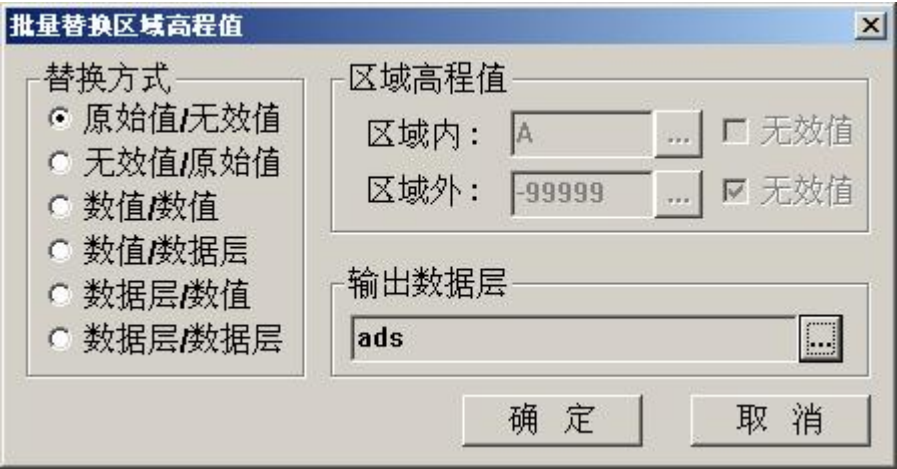 批量替换区域高程值
替换方式
原始值/无效值
无效值/原始值
数值/数值
数值/数据层
数据层/数值
数据层/数据层
区域高程值
区域内: A ... 无效值
区域外: -99999 ... 无效值
输出数据层
ads ...
确 定 取 消